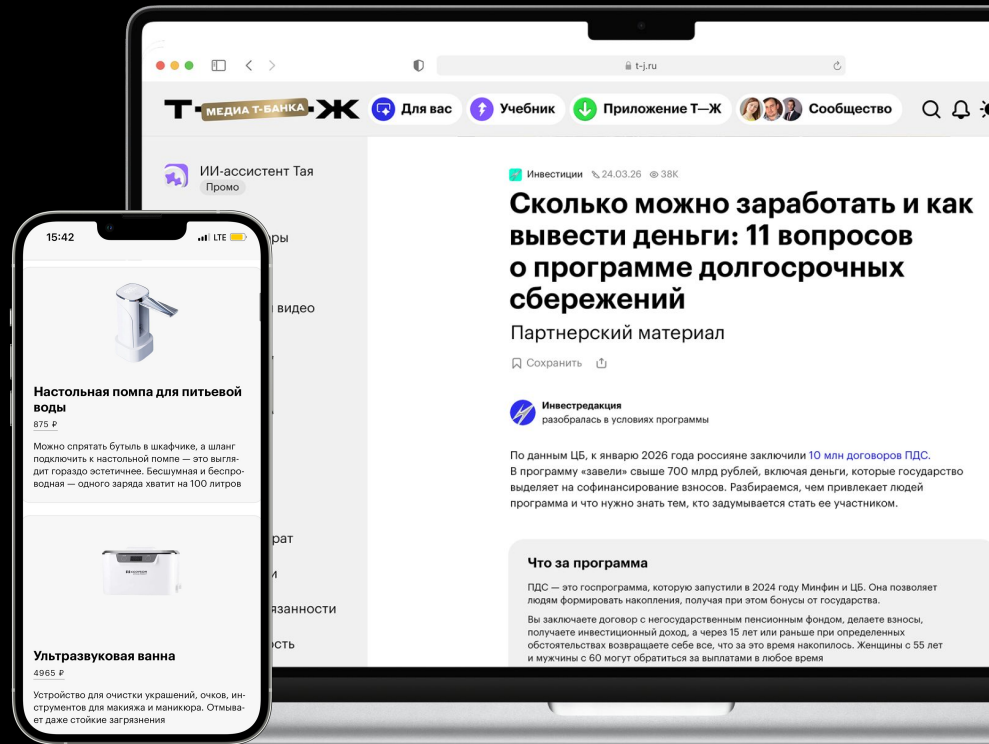 t-j.ru
Т—Ж
МЕДИА Т-БАНКА
Для вас
Учебник
Приложение Т—Ж
Сообщество
ИИ-ассистент Тая
Промо
ры
видео
рат
и
язанности
ость
Инвестиции 24.03.26 38K
Сколько можно заработать и как
вывести деньги: 11 вопросов
о программе долгосрочных
сбережений
Партнерский материал
Сохранить
Инвестредакция
разобралась в условиях программы
По данным ЦБ, к январю 2026 года россияне заключили 10 млн договоров ПДС.
В программу «завели» свыше 700 млрд рублей, включая деньги, которые государство
выделяет на софинансирование взносов. Разбираемся, чем привлекает людей
программа и что нужно знать тем, кто задумывается стать ее участником.
Что за программа
ПДС — это госпрограмма, которую запустили в 2024 году Минфин и ЦБ. Она позволяет
людям формировать накопления, получая при этом бонусы от государства.
Вы заключаете договор с негосударственным пенсионным фондом, делаете взносы,
получаете инвестиционный доход, а через 15 лет или раньше при определенных
обстоятельствах возвращаете себе все, что за это время накопилось. Женщины с 55 лет
и мужчины с 60 могут обратиться за выплатами в любое время
15:42
LTE
Настольная помпа для питьевой
воды
875 ₽
Можно спрятать бутыль в шкафчике, а шланг
подключить к настольной помпе — это выгля-
дит гораздо эстетичнее. Бесшумная и беспро-
водная — одного заряда хватит на 100 литров
Ультразвуковая ванна
4965 ₽
Устройство для очистки украшений, очков, ин-
струментов для макияжа и маникюра. Отмыва-
ет даже стойкие загрязнения